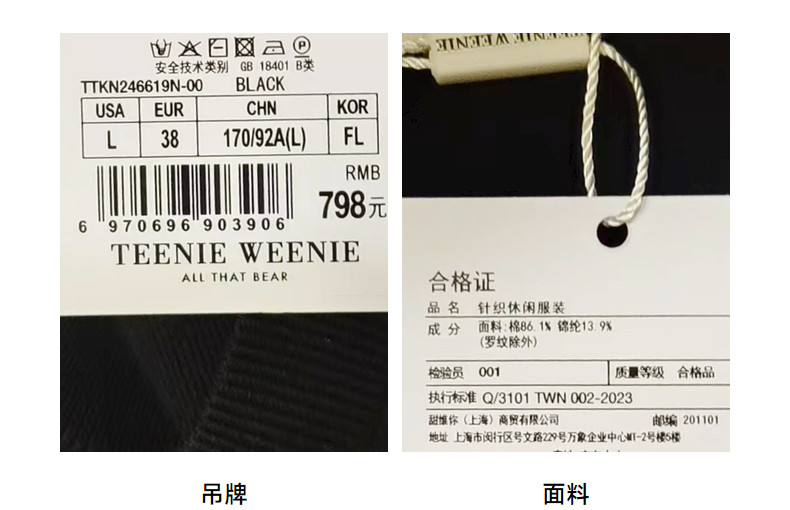 安全技术类别 GB 18401 B类
TTKN246619N-00 BLACK
USA EUR CHN KOR
L 38 170/92A(L) FL
RMB
798元
6 970696 903906
TEENIE WEENIE
ALL THAT BEAR
吊牌
TEENIE WEENIE
合格证
品 名 针织休闲服装
成 分 面料:棉86.1% 锦纶13.9%
(罗纹除外)
检验员 001 质量等级 合格品
执行标准 Q/3101 TWN 002-2023
甜维你（上海）商贸有限公司 邮编 201101
地址 上海市闵行区号文路229号万象企业中心MT-2号楼5楼
面料